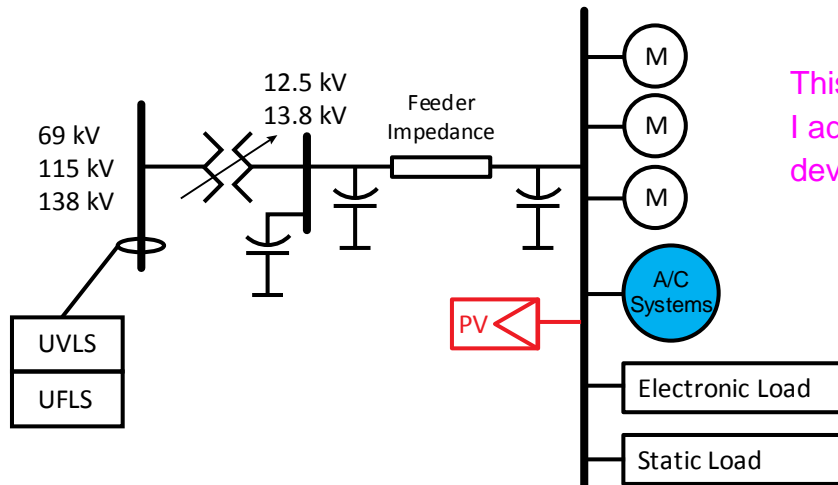 69 kV
115 kV
138 kV
12.5 kV
13.8 kV
Feeder
Impedance
M
M
M
A/C
Systems
PV
UVLS
UFLS
Electronic Load
Static Load
This